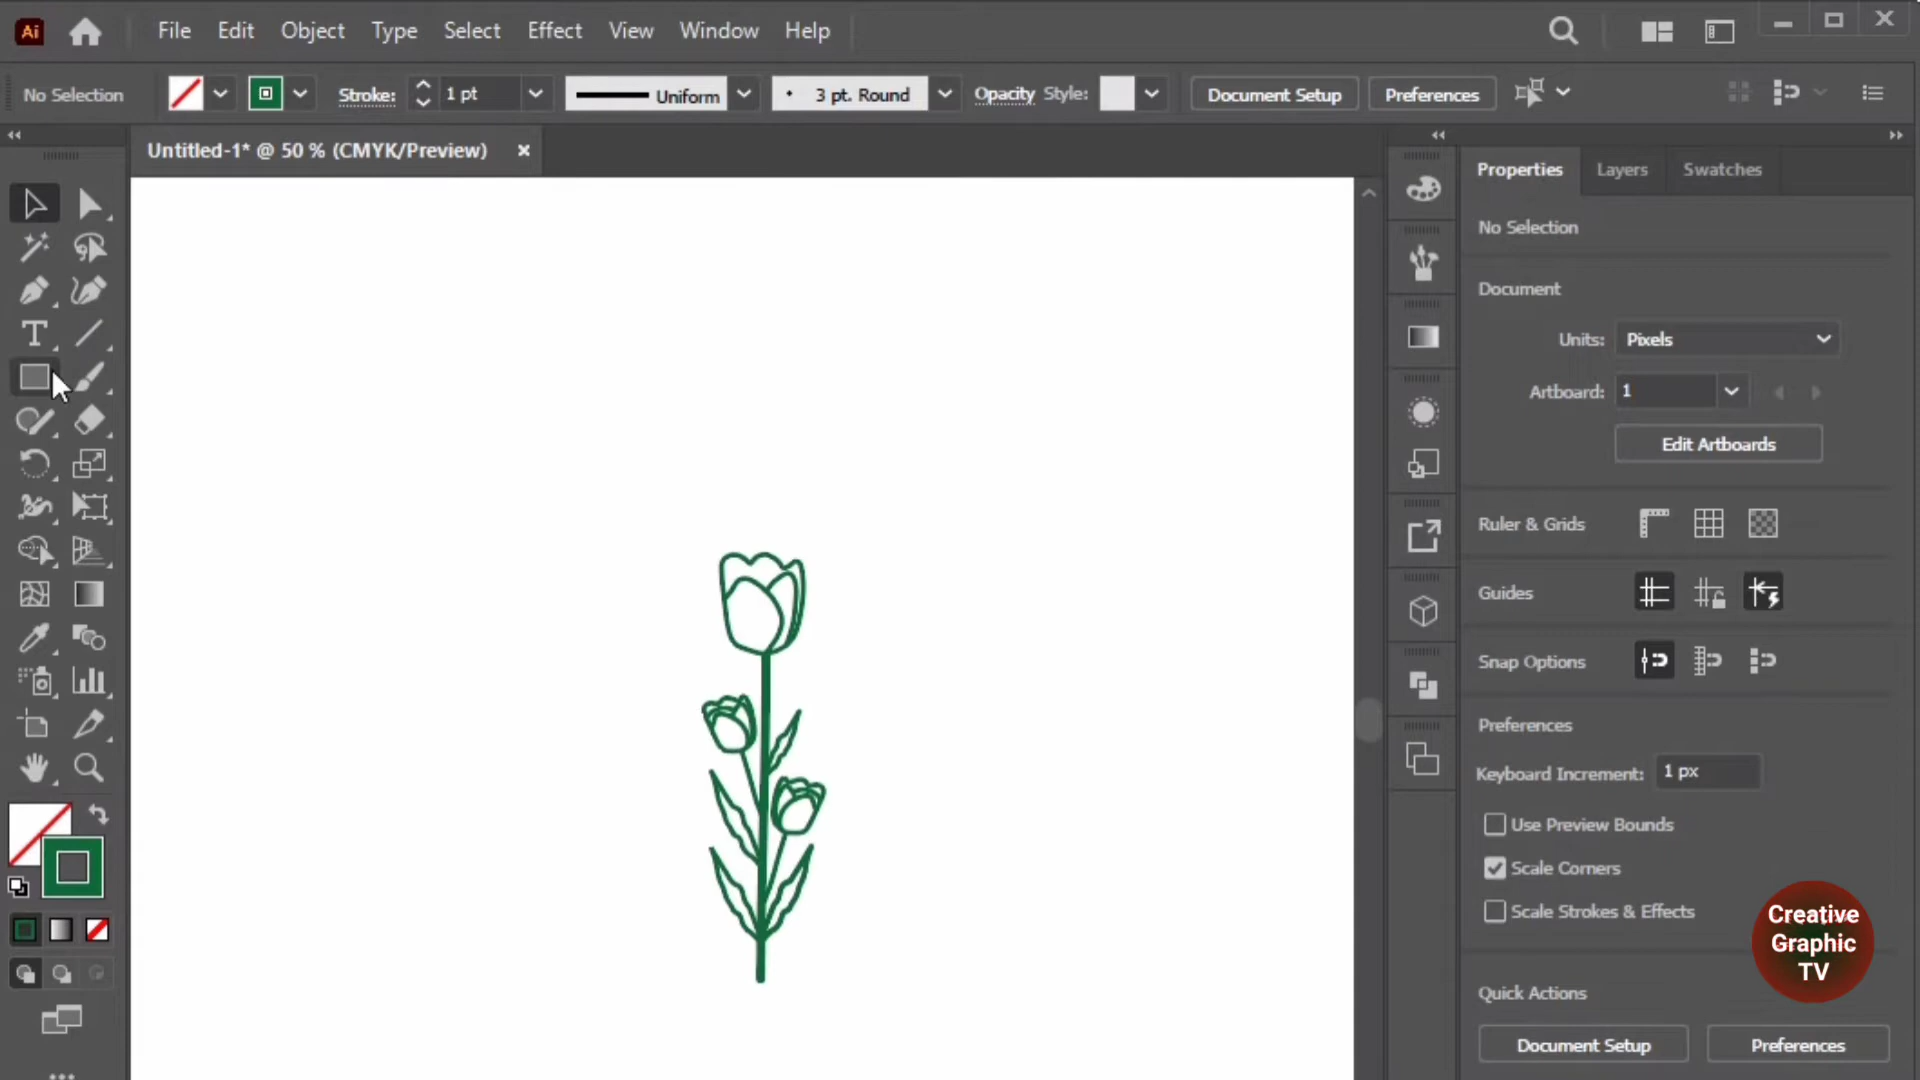 Ai File Edit Object Type Select Effect View Window Help
No Selection Stroke: 1 pt Uniform 3 pt. Round Opacity Style: Document Setup Preferences
Untitled-1* @ 50 % (CMYK/Preview) ×
Properties Layers Swatches
No Selection
Document
Units: Pixels
Artboard: 1
Edit Artboards
Ruler & Grids
Guides
Snap Options
Preferences
Keyboard Increment: 1 px
Use Preview Bounds
Scale Corners
Scale Strokes & Effects
Creative
Graphic
TV
Quick Actions
Document Setup Preferences